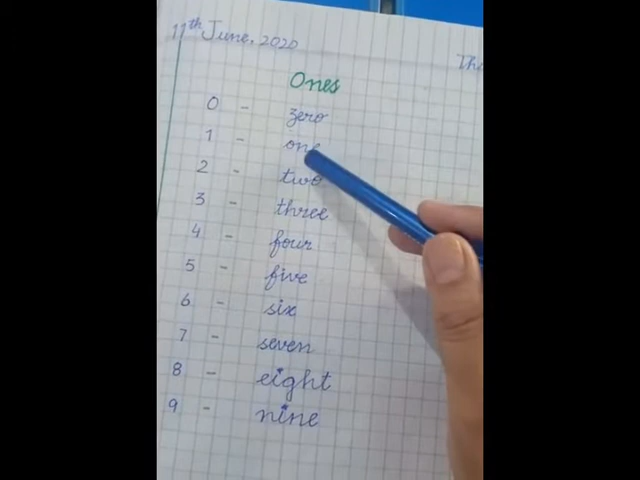 11th June, 2020
Ones
0 - zero
1 - one
2 - two
3 - three
4 - four
5 - five
6 - six
7 - seven
8 - eight
9 - nine